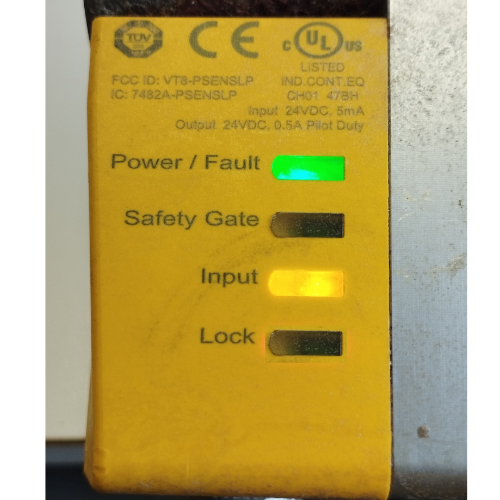 TÜV
CE
c UL US
LISTED
FCC ID: VT8-PSENSLP IND.CONT.EQ
IC: 7482A-PSENSLP CH01 47BH
Input 24VDC, 5mA
Output 24VDC, 0.5A Pilot Duty
Power / Fault
Safety Gate
Input
Lock